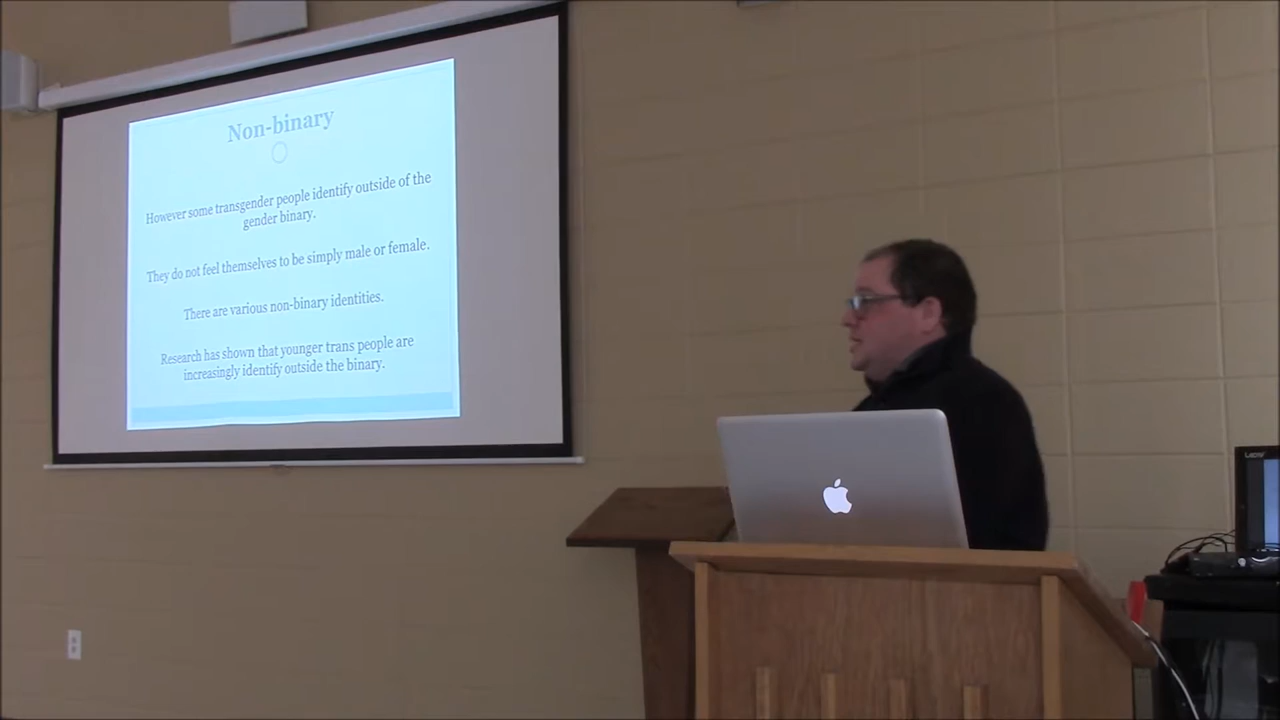 Non-binary
However some transgender people identify outside of the
gender binary.
They do not feel themselves to be simply male or female.
There are various non-binary identities.
Research has shown that younger trans people are
increasingly identify outside the binary.